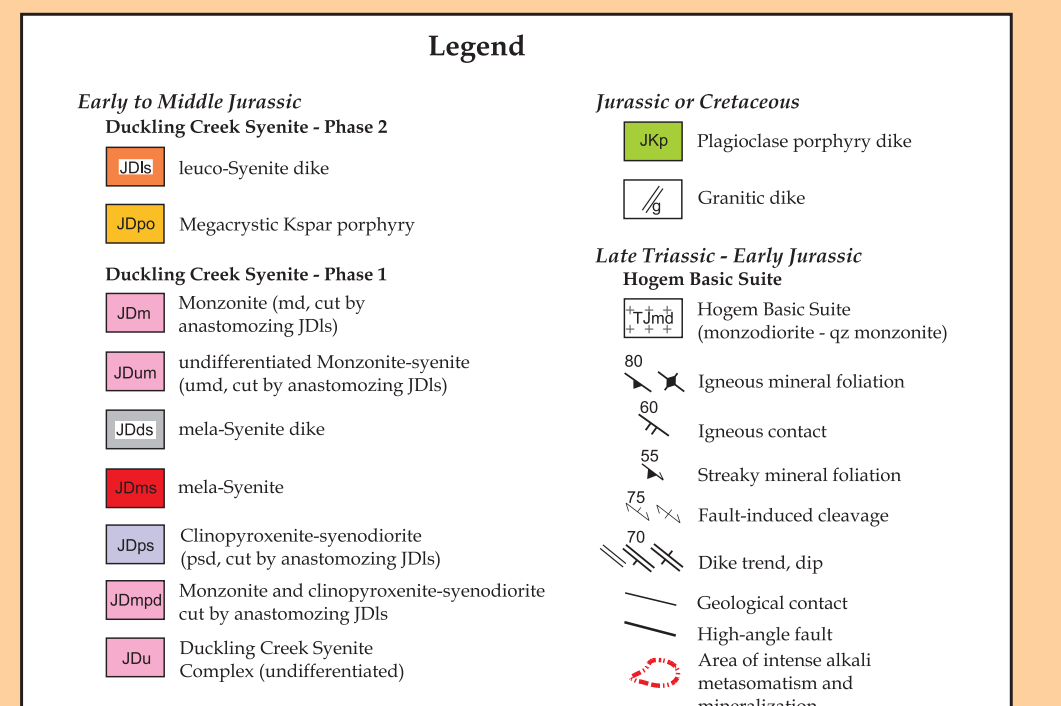 Legend
Early to Middle Jurassic
Duckling Creek Syenite - Phase 2
JDls leuco-Syenite dike
JDpo Megacrystic Kspar porphyry
Duckling Creek Syenite - Phase 1
JDm Monzonite (md, cut by
anastomozing JDls)
JDum undifferentiated Monzonite-syenite
(umd, cut by anastomozing JDls)
JDds mela-Syenite dike
JDms mela-Syenite
JDps Clinopyroxenite-syenodiorite
(psd, cut by anastomozing JDls)
JDmpd Monzonite and clinopyroxenite-syenodiorite
cut by anastomozing JDls
JDu Duckling Creek Syenite
Complex (undifferentiated)
Jurassic or Cretaceous
JKp Plagioclase porphyry dike
g Granitic dike
Late Triassic - Early Jurassic
Hogem Basic Suite
TJmd Hogem Basic Suite
(monzodiorite - qz monzonite)
80
Igneous mineral foliation
60
Igneous contact
55
Streaky mineral foliation
75
Fault-induced cleavage
70
Dike trend, dip
Geological contact
High-angle fault
Area of intense alkali
metasomatism and
mineralization